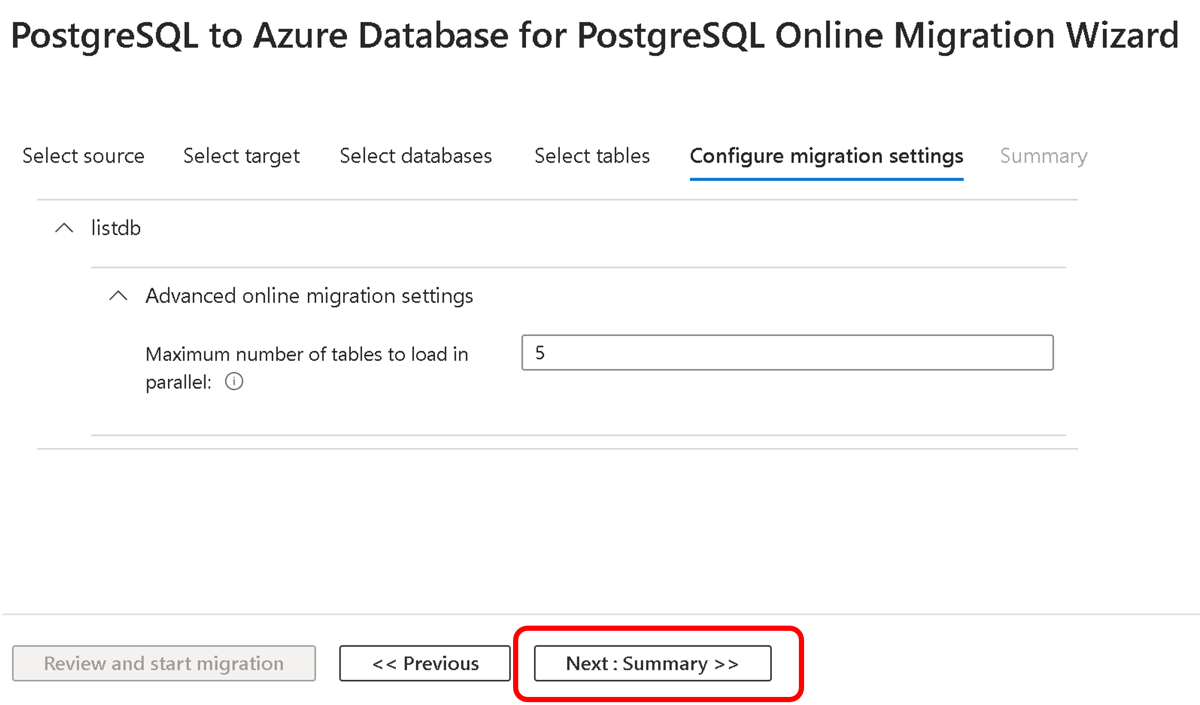 PostgreSQL to Azure Database for PostgreSQL Online Migration Wizard
Select source Select target Select databases Select tables Configure migration settings Summary
listdb
Advanced online migration settings
Maximum number of tables to load in 5
parallel:
Review and start migration << Previous Next : Summary >>